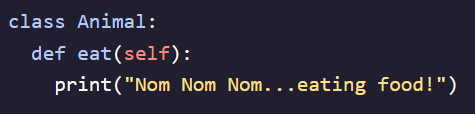 class Animal:
  def eat(self):
    print("Nom Nom Nom...eating food!")